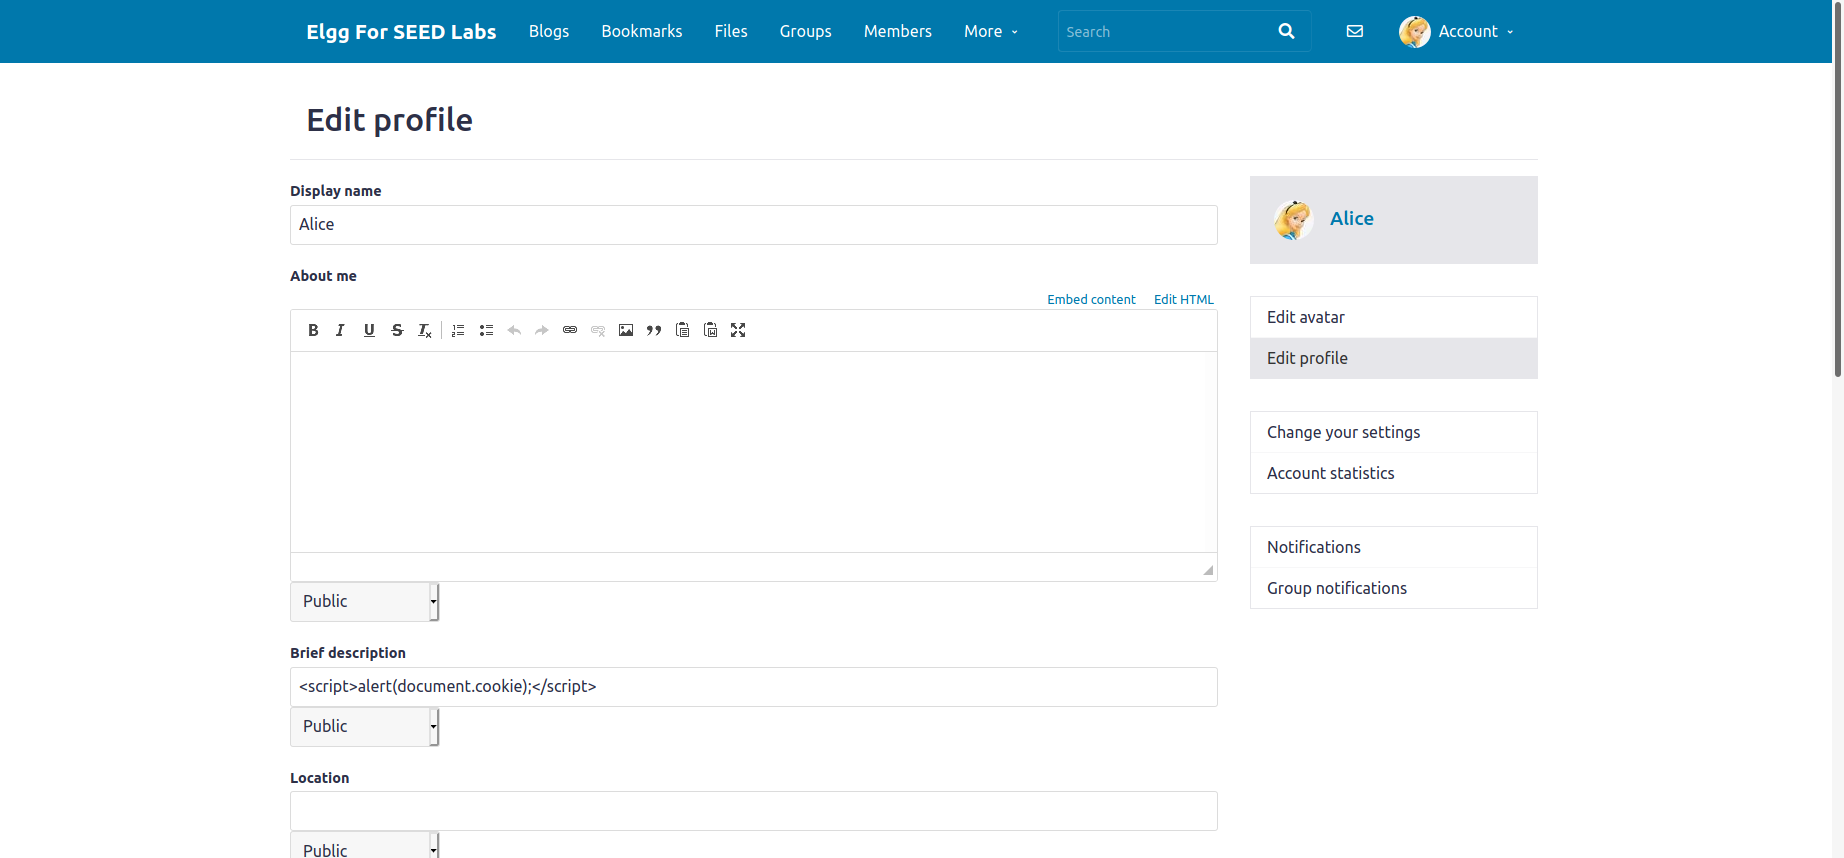 Elgg For SEED Labs Blogs Bookmarks Files Groups Members More Search Account
Edit profile
Display name
Alice
About me
Embed content Edit HTML
B I U S Tx
Public
Brief description
<script>alert(document.cookie);</script>
Public
Location
Public
Alice
Edit avatar
Edit profile
Change your settings
Account statistics
Notifications
Group notifications